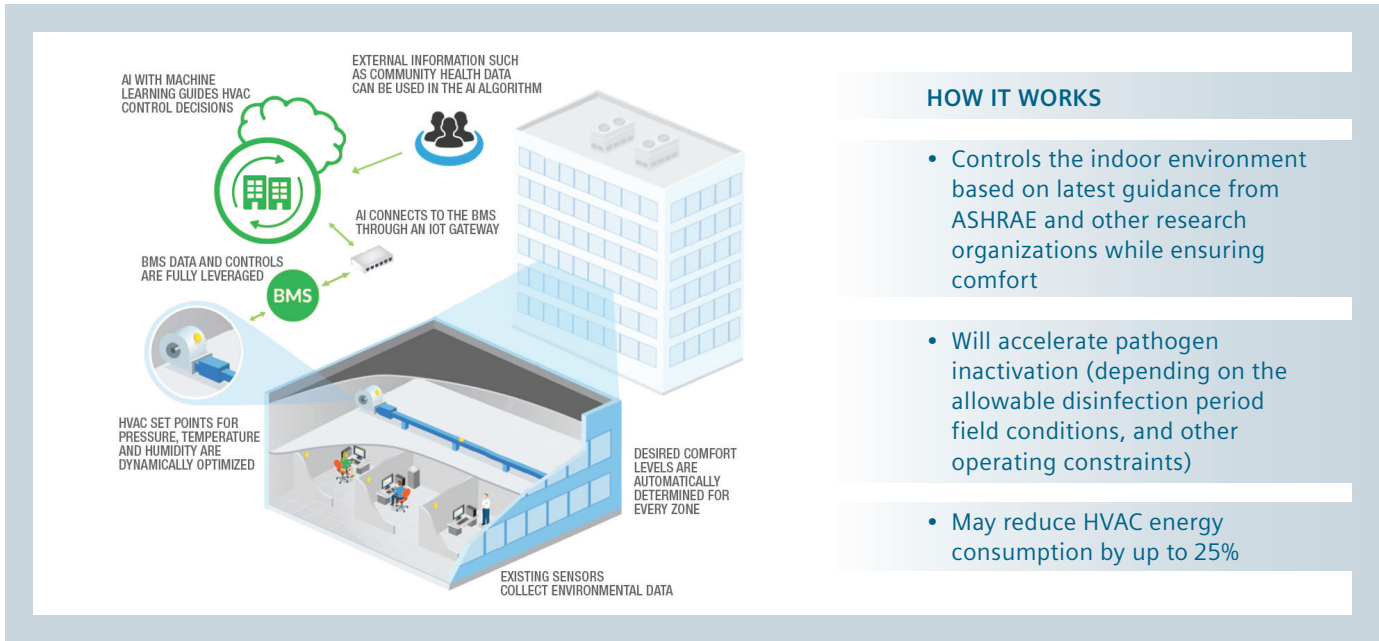 AI WITH MACHINE
LEARNING GUIDES HVAC
CONTROL DECISIONS
EXTERNAL INFORMATION SUCH
AS COMMUNITY HEALTH DATA
CAN BE USED IN THE AI ALGORITHM
AI CONNECTS TO THE BMS
THROUGH AN IOT GATEWAY
BMS DATA AND CONTROLS
ARE FULLY LEVERAGED
BMS
HVAC SET POINTS FOR
PRESSURE, TEMPERATURE
AND HUMIDITY ARE
DYNAMICALLY OPTIMIZED
DESIRED COMFORT
LEVELS ARE
AUTOMATICALLY
DETERMINED FOR
EVERY ZONE
EXISTING SENSORS
COLLECT ENVIRONMENTAL DATA
HOW IT WORKS
• Controls the indoor environment
based on latest guidance from
ASHRAE and other research
organizations while ensuring
comfort
• Will accelerate pathogen
inactivation (depending on the
allowable disinfection period
field conditions, and other
operating constraints)
• May reduce HVAC energy
consumption by up to 25%